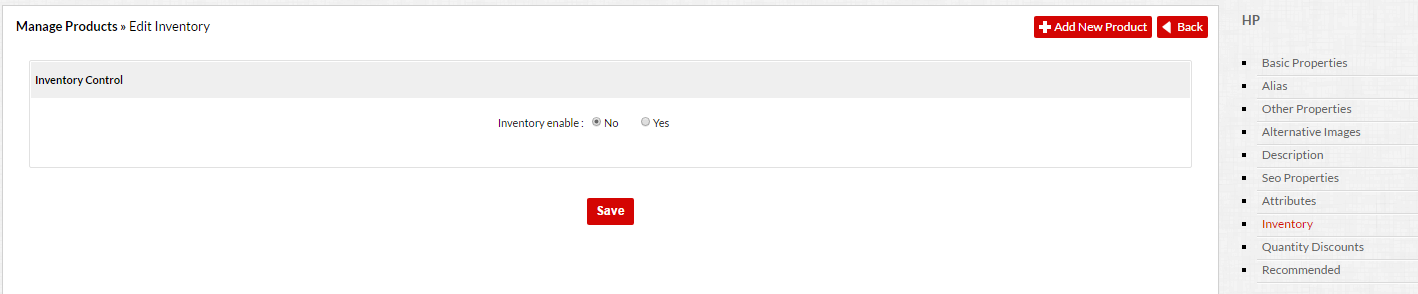 Manage Products » Edit Inventory
Add New Product
Back
Inventory Control
Inventory enable : No Yes
Save
HP
Basic Properties
Alias
Other Properties
Alternative Images
Description
Seo Properties
Attributes
Inventory
Quantity Discounts
Recommended